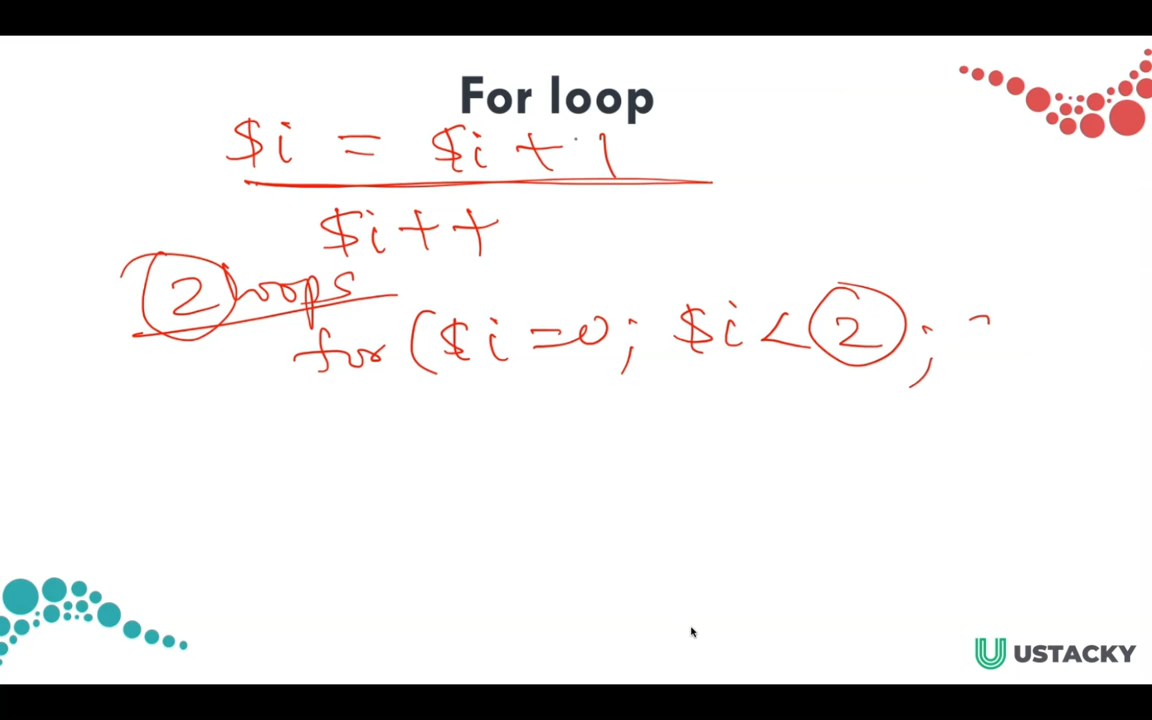 For loop
$i = $i + 1
$i++
2 loops
for ($i = 0; $i < 2;
USTACKY